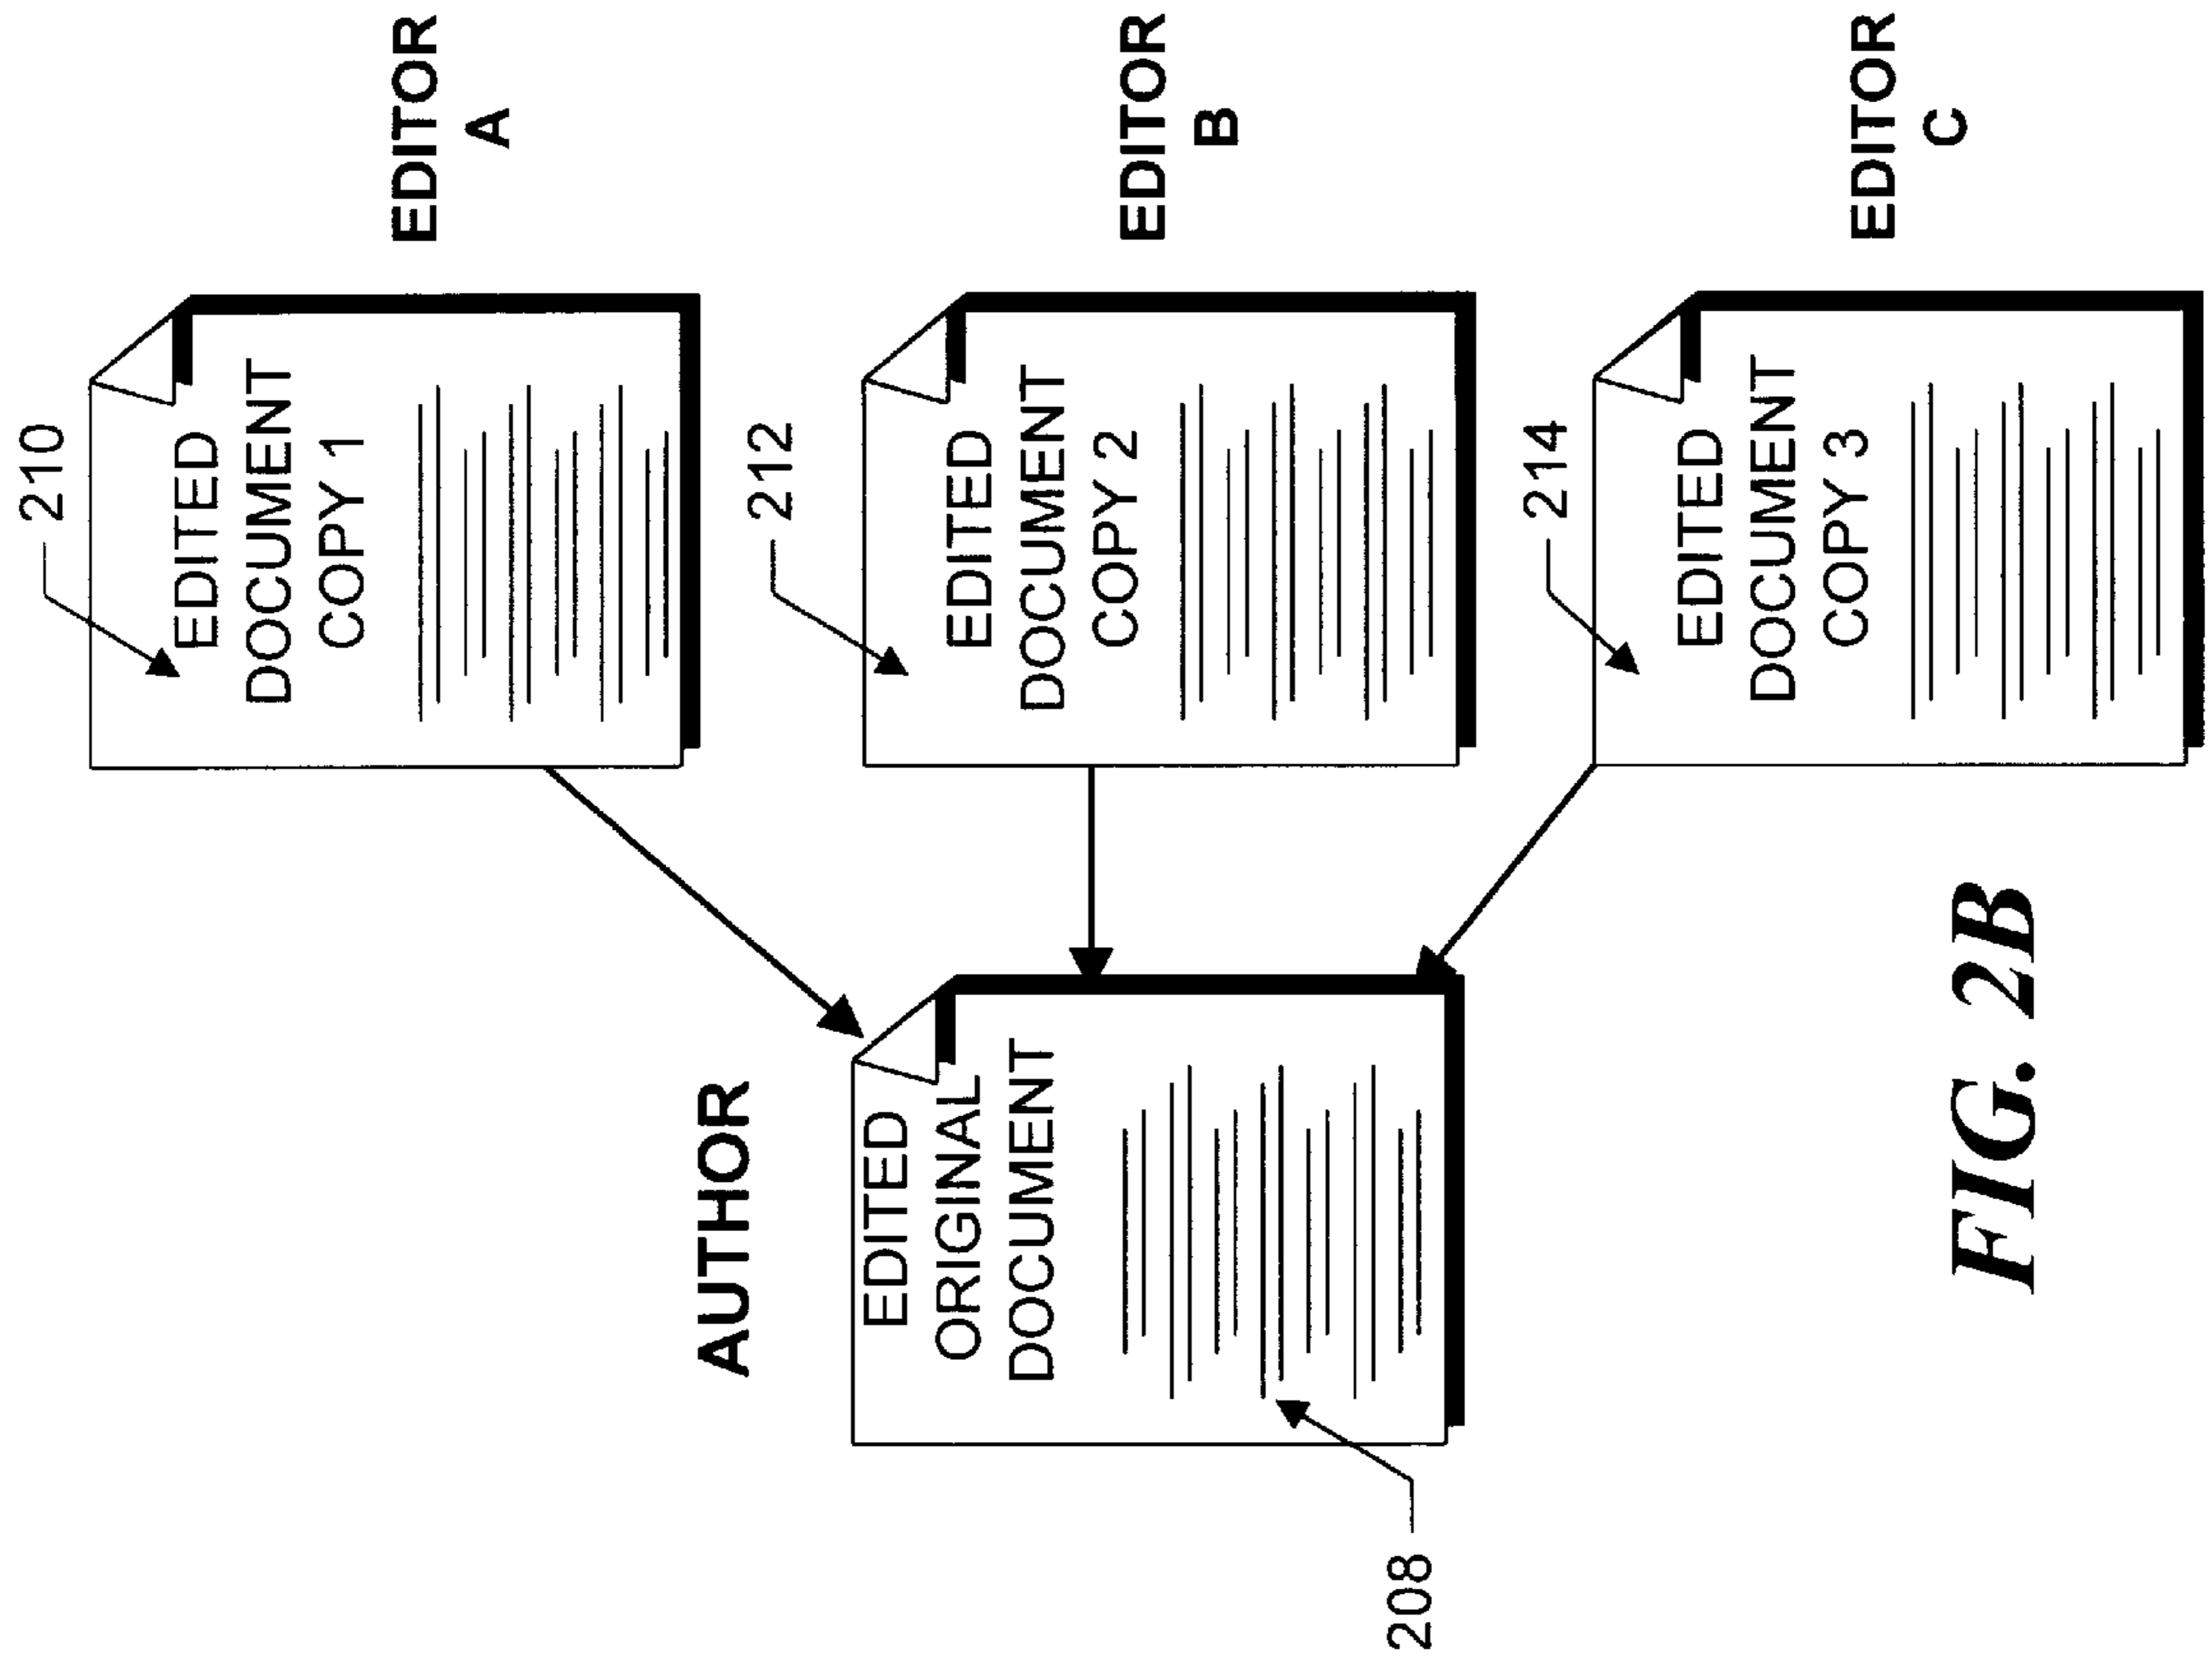 210
EDITED
DOCUMENT
COPY 1
EDITOR
A
AUTHOR
EDITED
ORIGINAL
DOCUMENT
208
212
EDITED
DOCUMENT
COPY 2
EDITOR
B
214
EDITED
DOCUMENT
COPY 3
EDITOR
C
FIG. 2B